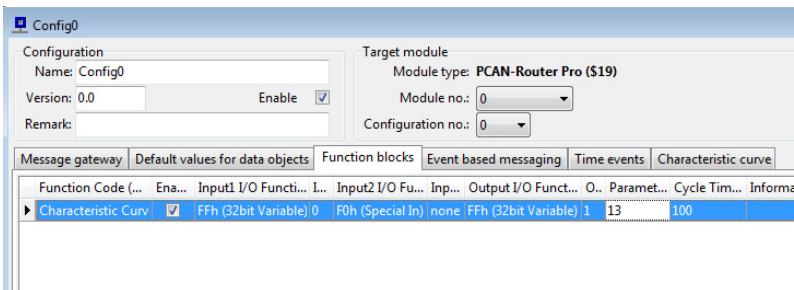 Config0
Configuration Target module
Name: Config0 Module type: PCAN-Router Pro ($19)
Version: 0.0 Enable Module no.: 0
Remark: Configuration no.: 0
Message gateway Default values for data objects Function blocks Event based messaging Time events Characteristic curve
Function Code (... Ena... Input1 I/O Functi... I... Input2 I/O Fu... Inp... Output I/O Funct... O.. Paramet... Cycle Tim... Informa
Characteristic Curv FFh (32bit Variable) 0 F0h (Special In) none FFh (32bit Variable) 1 13 100